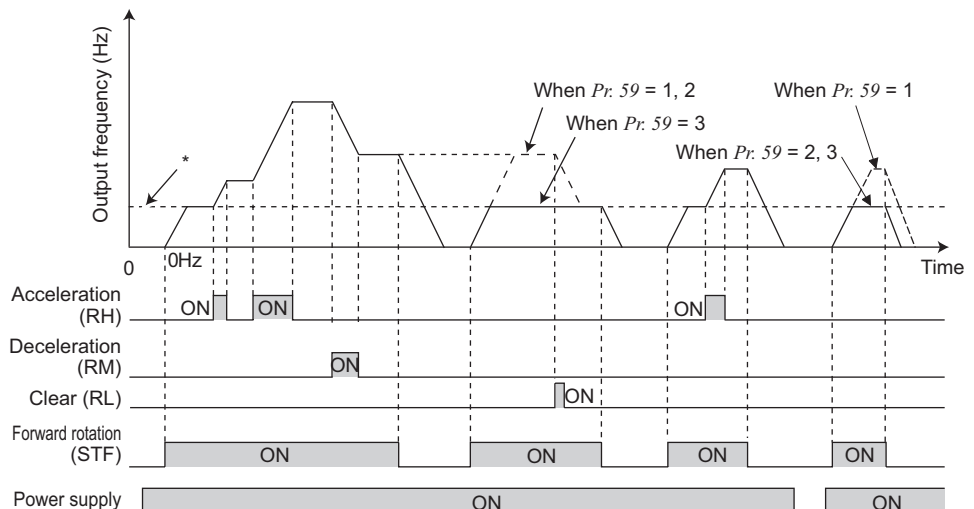 Output frequency (Hz)
*
When Pr. 59 = 1, 2
When Pr. 59 = 3
When Pr. 59 = 1
When Pr. 59 = 2, 3
0
0Hz
Time
Acceleration
(RH)
ON
ON
ON
Deceleration
(RM)
ON
Clear (RL)
ON
Forward rotation
(STF)
ON
ON
ON
ON
Power supply
ON
ON